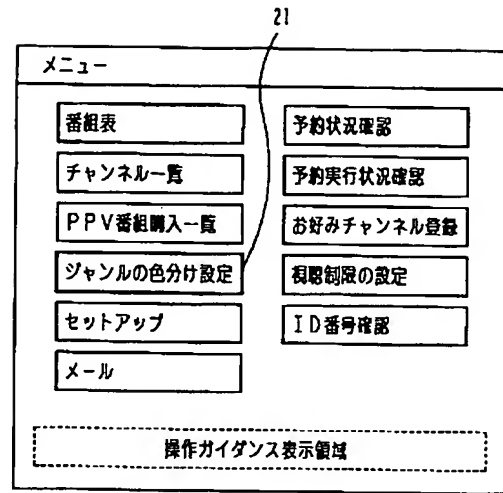 21
メニュー
番組表
チャンネル一覧
PPV番組購入一覧
ジャンルの色分け設定
セットアップ
メール
予約状況確認
予約実行状況確認
お好みチャンネル登録
視聴制限の設定
ID番号確認
操作ガイダンス表示領域